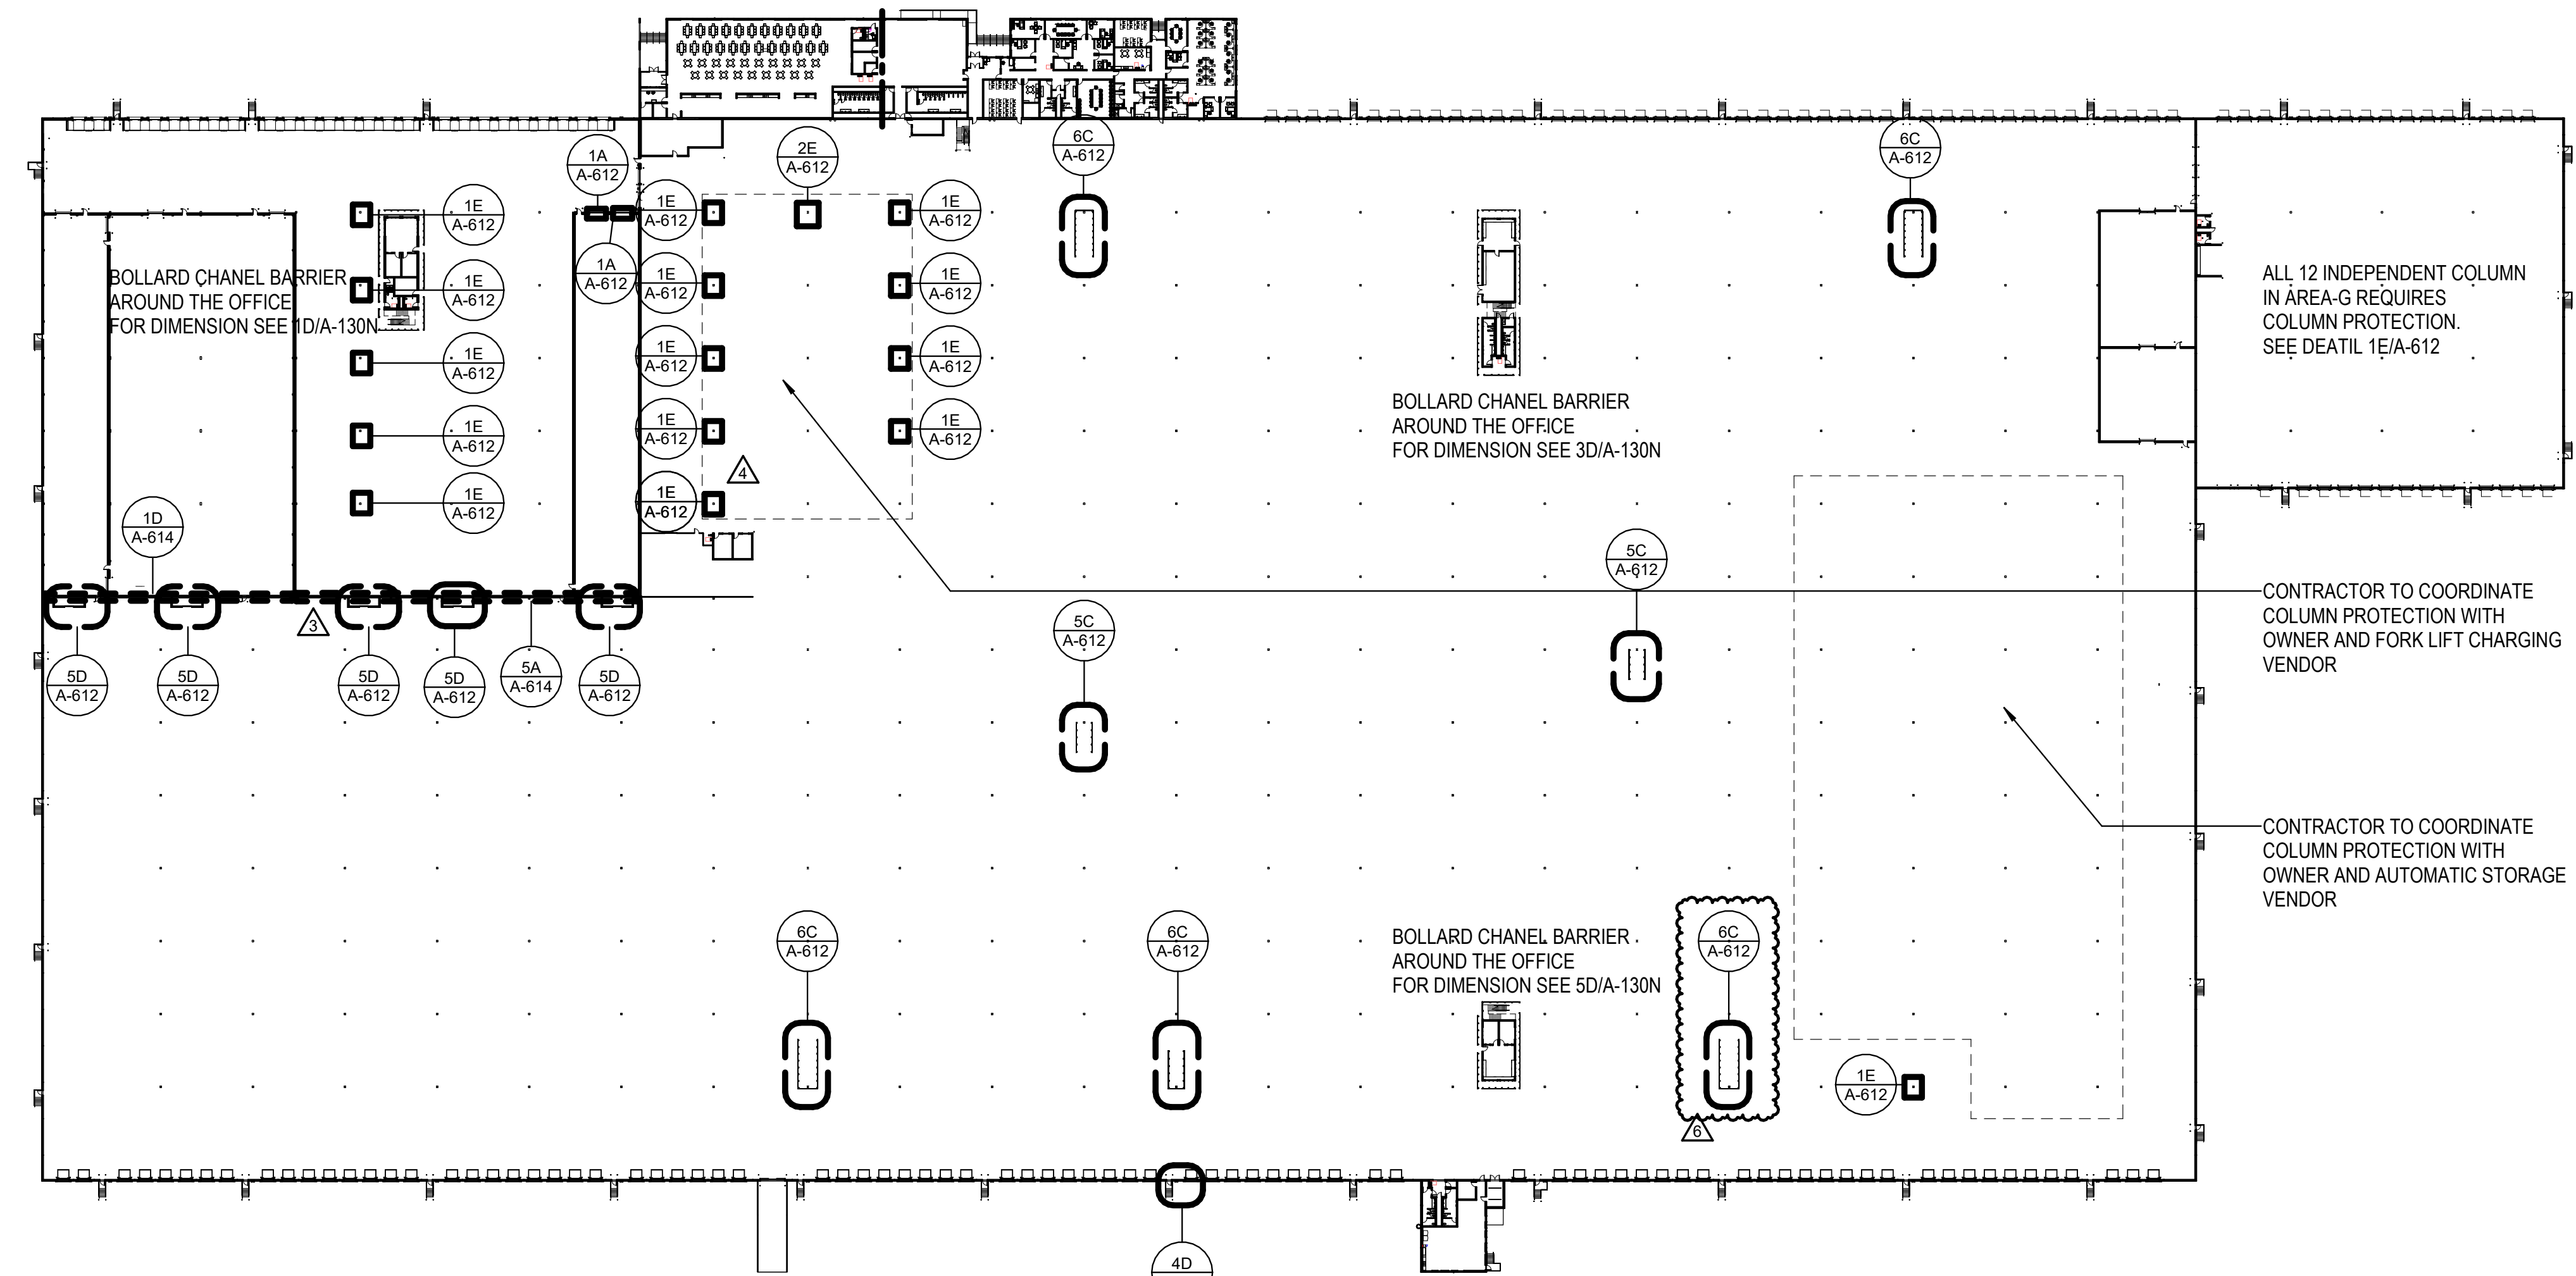 6C
A-612
6C
A-612
2E
A-612
1A
A-612
1E
A-612
1E
A-612
1E
A-612
1A
A-612
BOLLARD CHANEL BARRIER
AROUND THE OFFICE
FOR DIMENSION SEE 1D/A-130N
1E
A-612
1E
A-612
1E
A-612
ALL 12 INDEPENDENT COLUMN
IN AREA-G REQUIRES
COLUMN PROTECTION.
SEE DEATIL 1E/A-612
1E
A-612
1E
A-612
1E
A-612
BOLLARD CHANEL BARRIER
AROUND THE OFFICE
FOR DIMENSION SEE 3D/A-130N
1E
A-612
1E
A-612
1E
A-612
4
1E
A-612
1E
A-612
1D
A-614
5C
A-612
CONTRACTOR TO COORDINATE
COLUMN PROTECTION WITH
OWNER AND FORK LIFT CHARGING
VENDOR
3
5C
A-612
5D
A-612
5D
A-612
5D
A-612
5D
A-612
5A
A-614
5D
A-612
CONTRACTOR TO COORDINATE
COLUMN PROTECTION WITH
OWNER AND AUTOMATIC STORAGE
VENDOR
6C
A-612
6C
A-612
BOLLARD CHANEL BARRIER
AROUND THE OFFICE
FOR DIMENSION SEE 5D/A-130N
6C
A-612
1E
A-612
6
4D